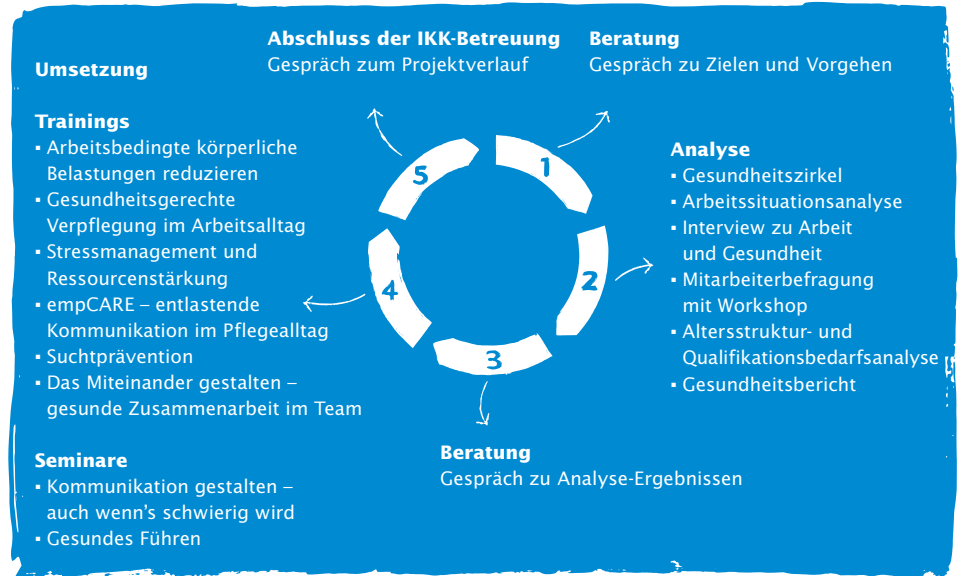 Abschluss der IKK-Betreuung
Gespräch zum Projektverlauf
Beratung
Gespräch zu Zielen und Vorgehen
Umsetzung
Trainings
▪ Arbeitsbedingte körperliche
Belastungen reduzieren
▪ Gesundheitsgerechte
Verpflegung im Arbeitsalltag
▪ Stressmanagement und
Ressourcenstärkung
▪ empCARE – entlastende
Kommunikation im Pflegealltag
▪ Suchtprävention
▪ Das Miteinander gestalten –
gesunde Zusammenarbeit im Team
Seminare
▪ Kommunikation gestalten –
auch wenn's schwierig wird
▪ Gesundes Führen
1
2
3
4
5
Analyse
▪ Gesundheitszirkel
▪ Arbeitssituationsanalyse
▪ Interview zu Arbeit
und Gesundheit
▪ Mitarbeiterbefragung
mit Workshop
▪ Altersstruktur- und
Qualifikationsbedarfsanalyse
▪ Gesundheitsbericht
Beratung
Gespräch zu Analyse-Ergebnissen